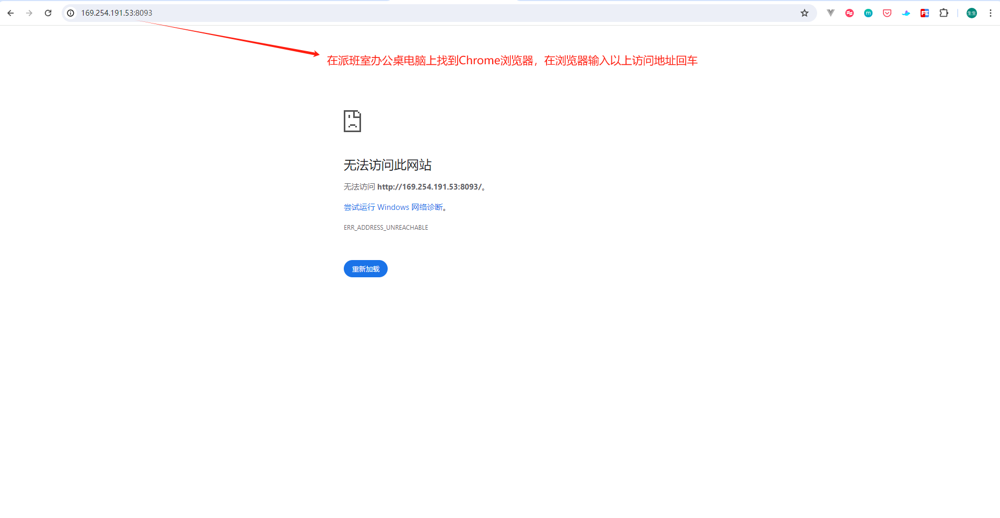 169.254.191.53:8093
生生
在派班室办公桌电脑上找到Chrome浏览器，在浏览器输入以上访问地址回车
无法访问此网站
无法访问 http://169.254.191.53:8093/。
尝试运行 Windows 网络诊断。
ERR_ADDRESS_UNREACHABLE
重新加载